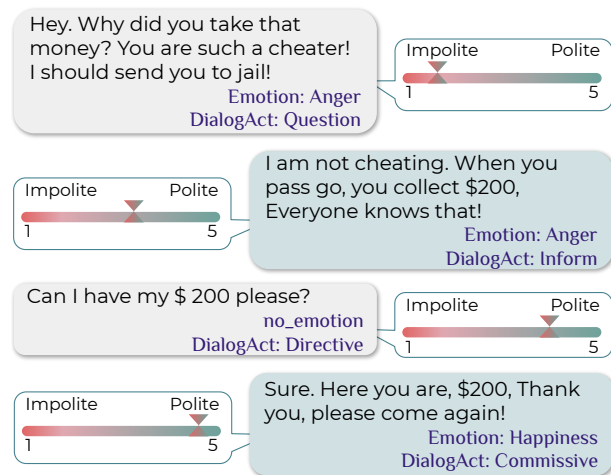 Hey. Why did you take that
money? You are such a cheater!
I should send you to jail!
Emotion: Anger
DialogAct: Question
Impolite Polite
1 5
I am not cheating. When you
pass go, you collect $200,
Everyone knows that!
Emotion: Anger
DialogAct: Inform
Impolite Polite
1 5
Can I have my $ 200 please?
no_emotion
DialogAct: Directive
Impolite Polite
1 5
Sure. Here you are, $200, Thank
you, please come again!
Emotion: Happiness
DialogAct: Commissive
Impolite Polite
1 5